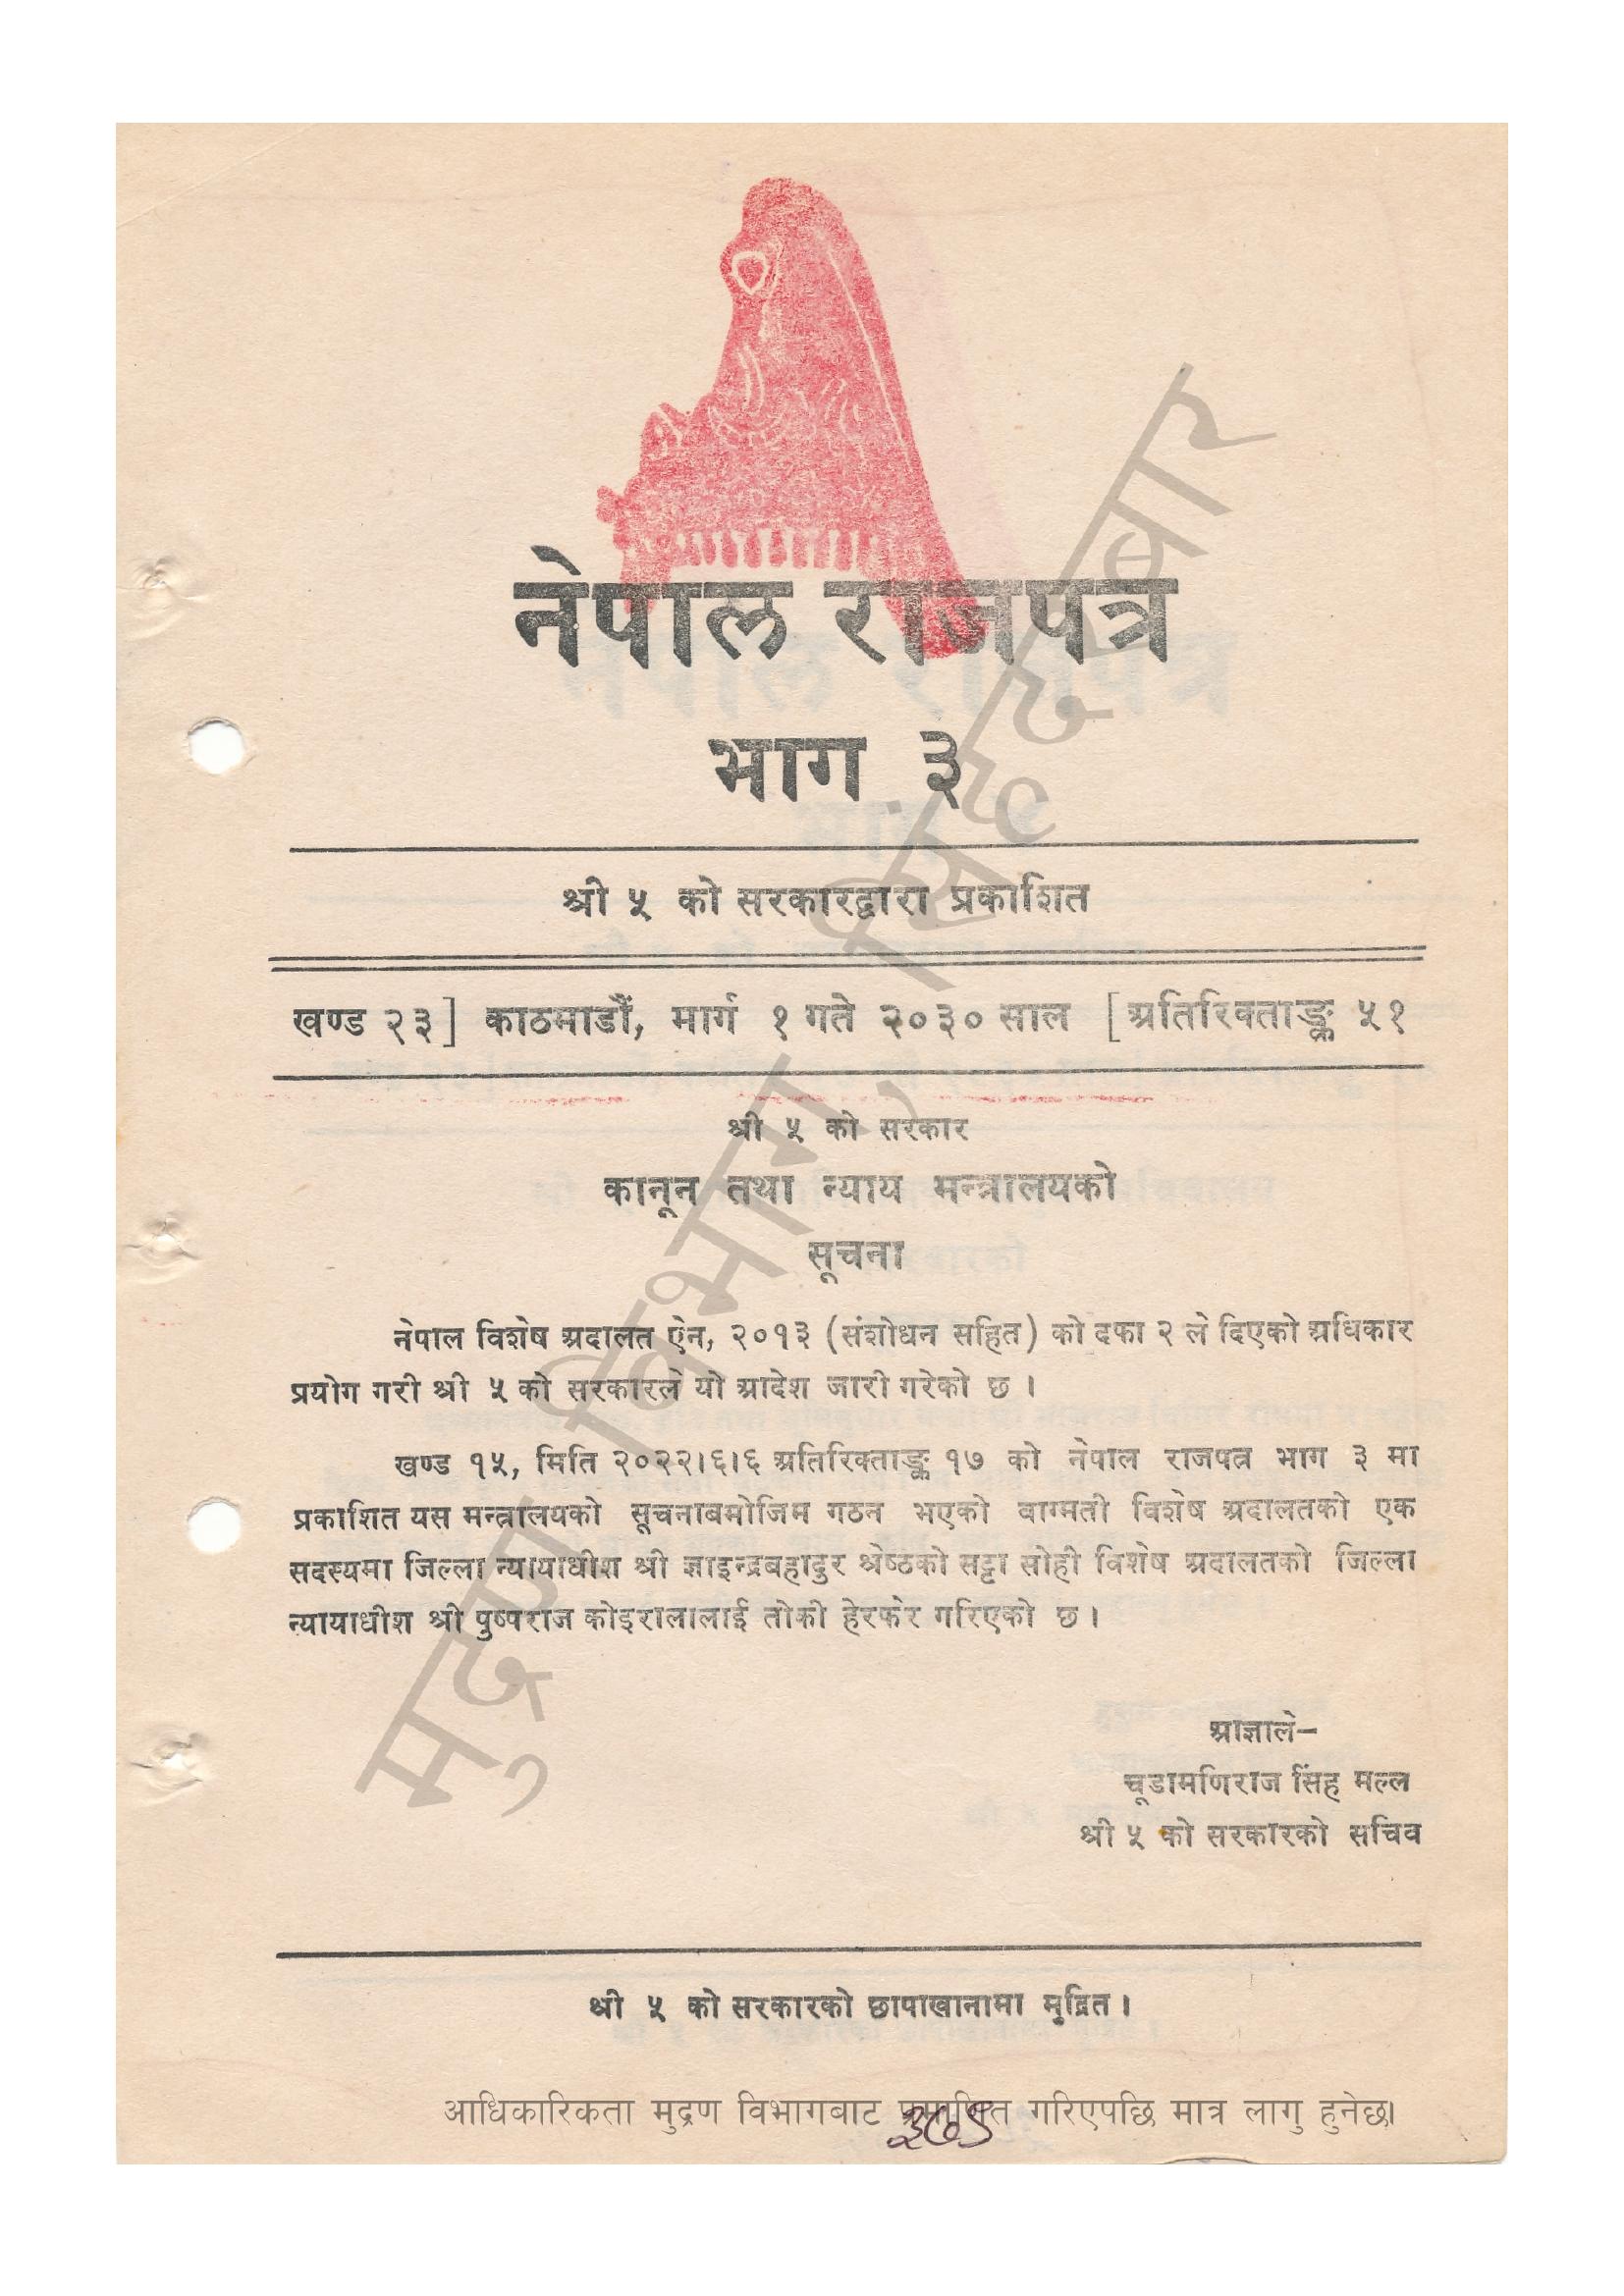 नेपाल राजपत्र
भाग ३
श्री ५ को सरकारद्वारा प्रकाशित
खण्ड २३] काठमाडौं, मार्ग १ गते २०३० साल [अतिरिक्ताङ्क ५१
श्री ५ को सरकार
कानून तथा न्याय मन्त्रालयको
सूचना
नेपाल विशेष अदालत ऐन, २०१३ (संशोधन सहित) को दफा २ ले दिएको अधिकार
प्रयोग गरी श्री ५ को सरकारले यो आदेश जारी गरेको छ ।
खण्ड १५, मिति २०२२।६।६ अतिरिक्ताङ्क १७ को नेपाल राजपत्र भाग ३ मा
प्रकाशित यस मन्त्रालयको सूचनाबमोजिम गठन भएको वाग्मती विशेष अदालतको एक
सदस्यमा जिल्ला न्यायाधीश श्री ज्ञाइन्द्रबहादुर श्रेष्ठको सट्टा सोही विशेष अदालतको जिल्ला
न्यायाधीश श्री पुष्पराज कोइरालालाई तोकी हेरफेर गरिएको छ ।
आज्ञाले–
चूडामणिराज सिंह मल्ल
श्री ५ को सरकारको सचिव
श्री ५ को सरकारको छापाखानामा मुद्रित ।
आधिकारिकता मुद्रण विभागबाट प्रमाणित गरिएपछि मात्र लागु हुनेछ।
मुद्रण विभाग, सिंहदरबार